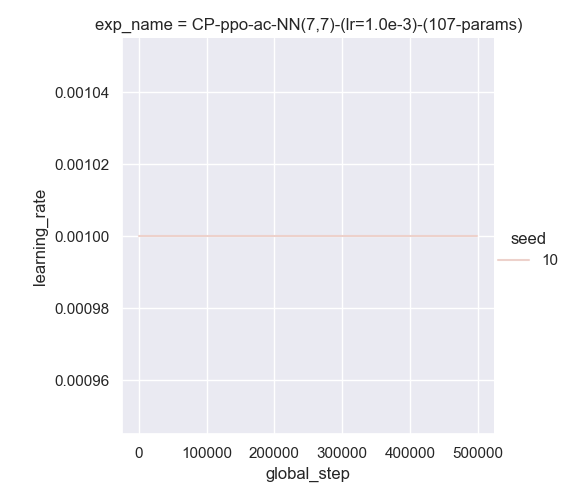 exp_name = CP-ppo-ac-NN(7,7)-(lr=1.0e-3)-(107-params)
0.00104
0.00102
0.00100
0.00098
0.00096
learning_rate
0 100000 200000 300000 400000 500000
global_step
seed
10